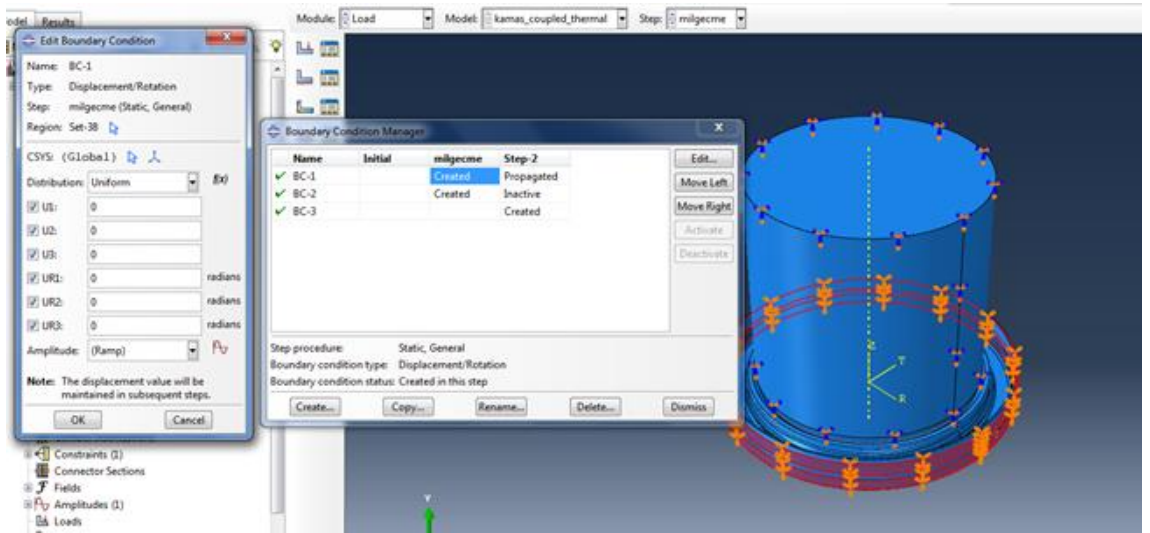 Module: Load Model: kamas_coupled_thermal Step: milgecme
odel Results
Edit Boundary Condition
Name: BC-1
Type: Displacement/Rotation
Step: milgecme (Static, General)
Region: Set-38
CSYS: (Global)
Distribution: Uniform f(x)
U1: 0
U2: 0
U3: 0
UR1: 0 radians
UR2: 0 radians
UR3: 0 radians
Amplitude: (Ramp)
Note: The displacement value will be
maintained in subsequent steps.
OK Cancel
Boundary Condition Manager
Name Initial milgecme Step-2
BC-1 Created Propagated
BC-2 Created Inactive
BC-3 Created
Edit...
Move Left
Move Right
Activate
Deactivate
Step procedure: Static, General
Boundary condition type: Displacement/Rotation
Boundary condition status: Created in this step
Create... Copy... Rename... Delete... Dismiss
Constraints (1)
Connector Sections
Fields
Amplitudes (1)
Loads
Z
T
R
Y